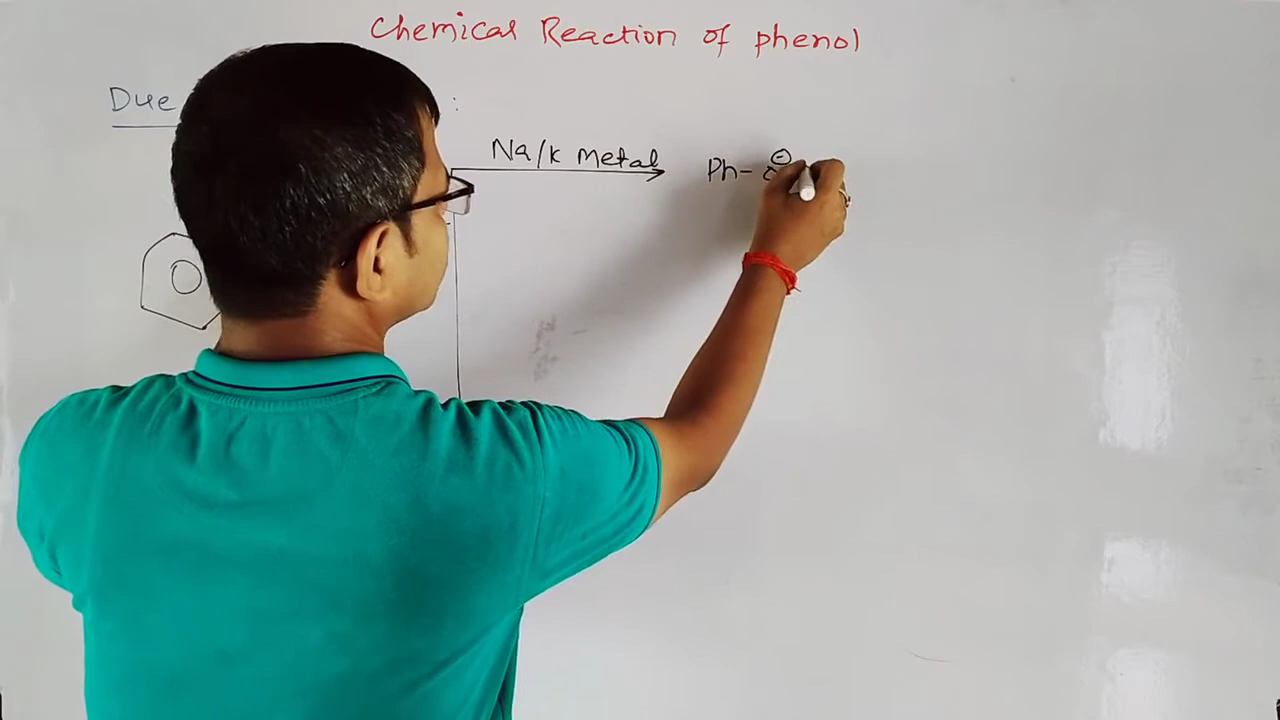 Chemical Reaction of phenol
Due :
Na/K Metal
Ph-